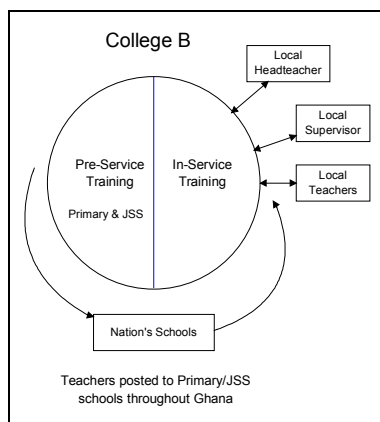 College B
Local
Headteacher
Local
Supervisor
Local
Teachers
Pre-Service
Training
Primary & JSS
In-Service
Training
Nation's Schools
Teachers posted to Primary/JSS
schools throughout Ghana